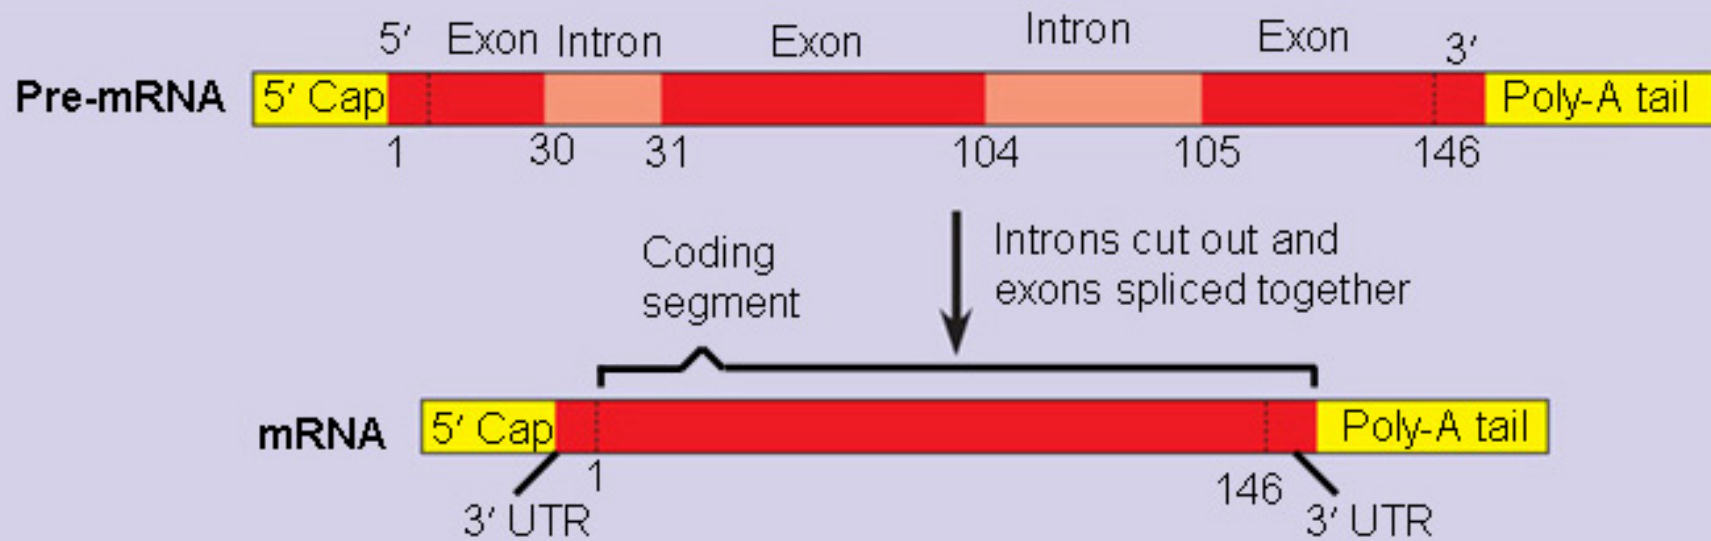 5′ Exon Intron Exon Intron Exon 3′
Pre-mRNA 5′ Cap Poly-A tail
1 30 31 104 105 146
Coding
segment
Introns cut out and
exons spliced together
mRNA 5′ Cap Poly-A tail
1 146
3′ UTR 3′ UTR